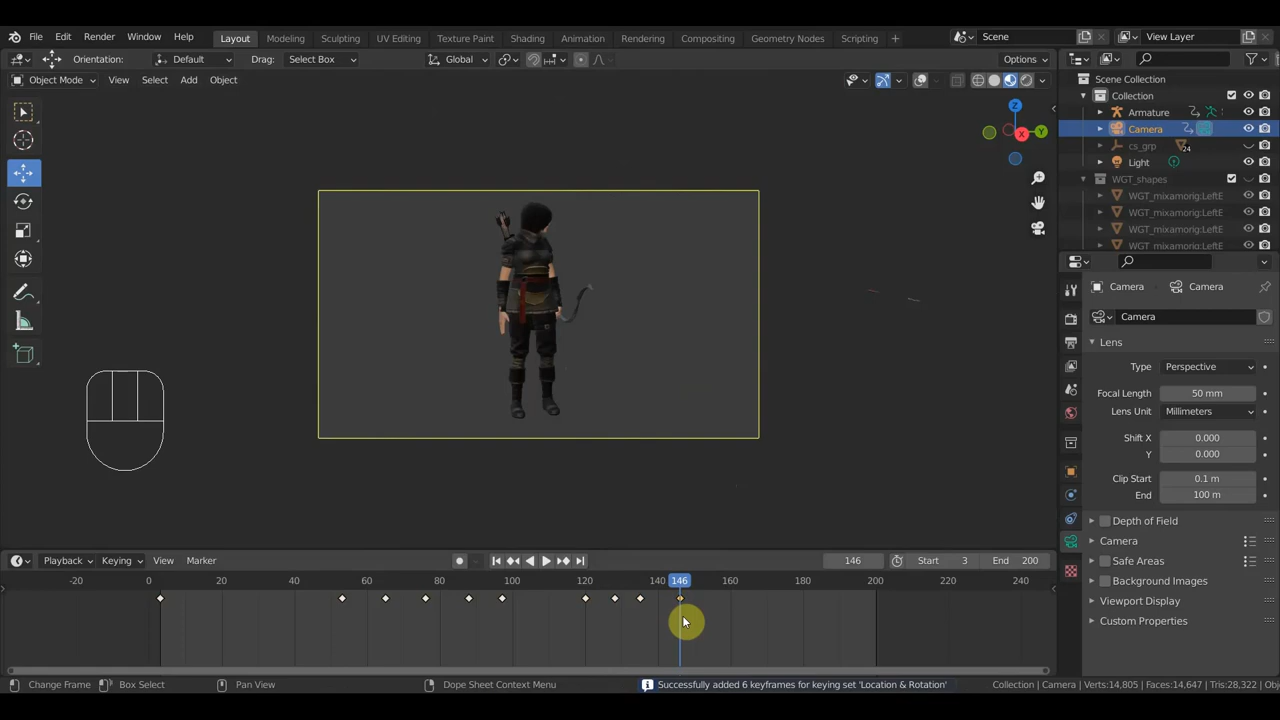 File Edit Render Window Help Layout Modeling Sculpting UV Editing Texture Paint Shading Animation Rendering Compositing Geometry Nodes Scripting + Scene View Layer
Orientation: Default Drag: Select Box Global Options
Object Mode View Select Add Object
Scene Collection
Collection
Armature
Camera
cs_grp 24
Light
WGT_shapes
WGT_mixamorig:LeftE
WGT_mixamorig:LeftE
WGT_mixamorig:LeftE
WGT_mixamorig:LeftE
Z
Y
X
Camera Camera
Camera
Lens
Type Perspective
Focal Length 50 mm
Lens Unit Millimeters
Shift X 0.000
Y 0.000
Clip Start 0.1 m
End 100 m
Depth of Field
Camera
Safe Areas
Background Images
Viewport Display
Custom Properties
Playback Keying View Marker 146 Start 3 End 200
-20 0 20 40 60 80 100 120 140 146 160 180 200 220 240
Change Frame Box Select Pan View Dope Sheet Context Menu Successfully added 6 keyframes for keying set 'Location & Rotation' Collection | Camera | Verts:14,805 | Faces:14,647 | Tris:28,322 | Obj